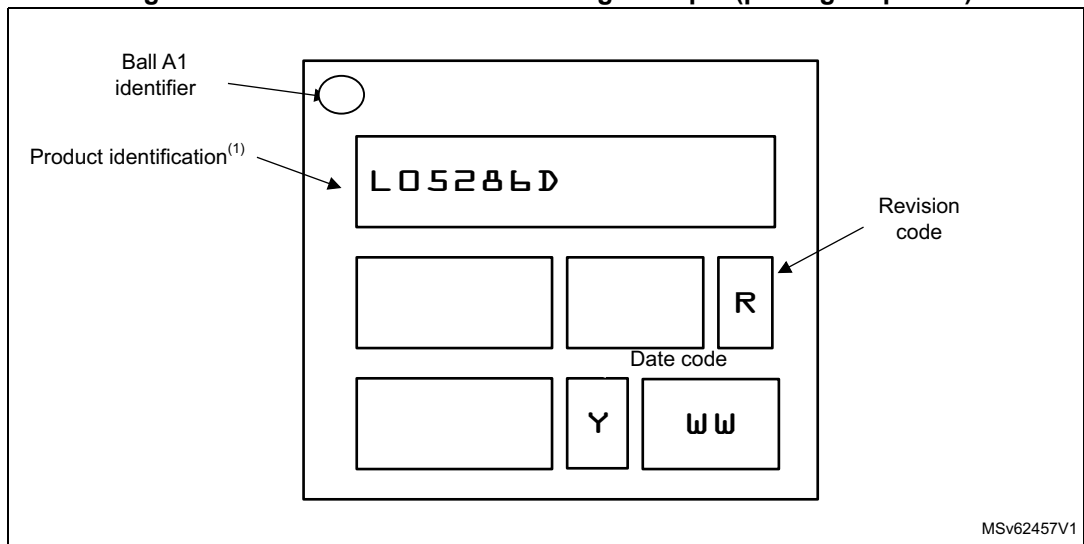 Ball A1
identifier
Product identification(1)
L05286D
Revision
code
R
Date code
Y
WW
MSv62457V1